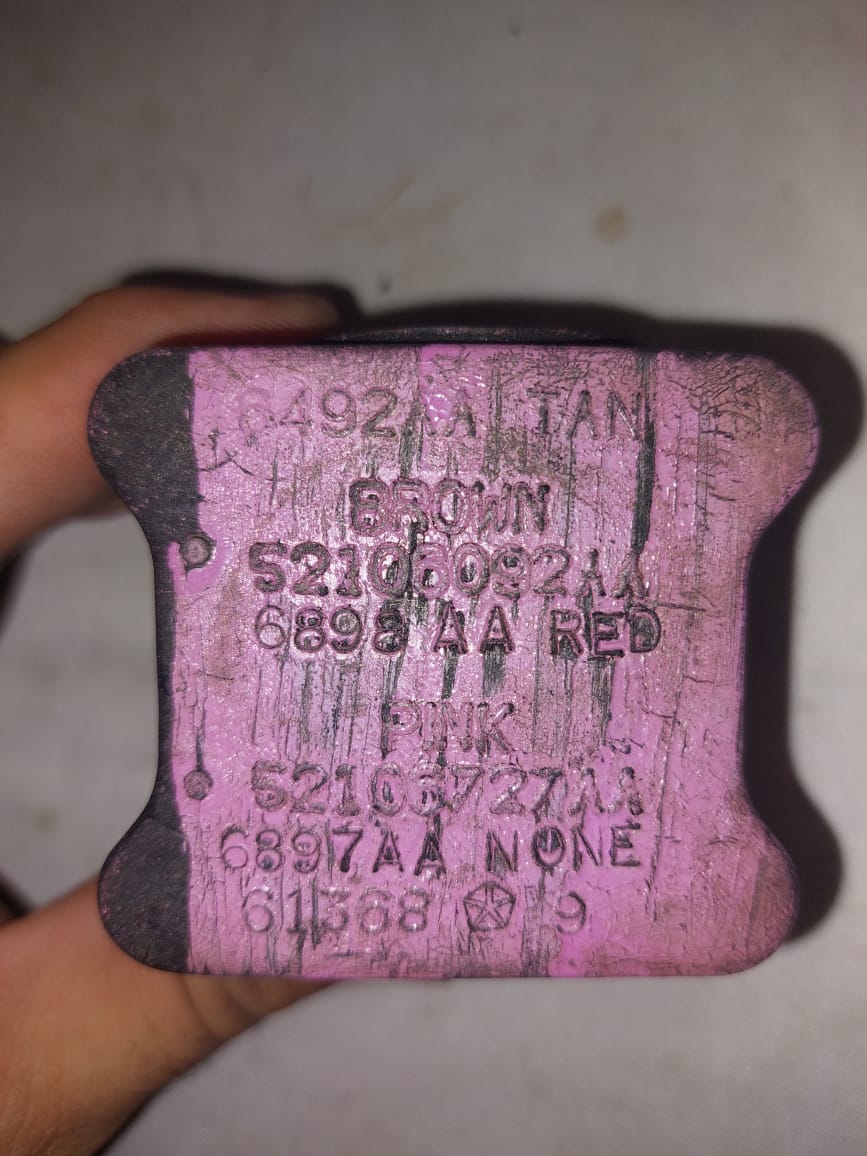 6492AA TAN
BROWN
52106092AA
6898 AA RED
PINK
52106727AA
6897AA NONE
61368 9